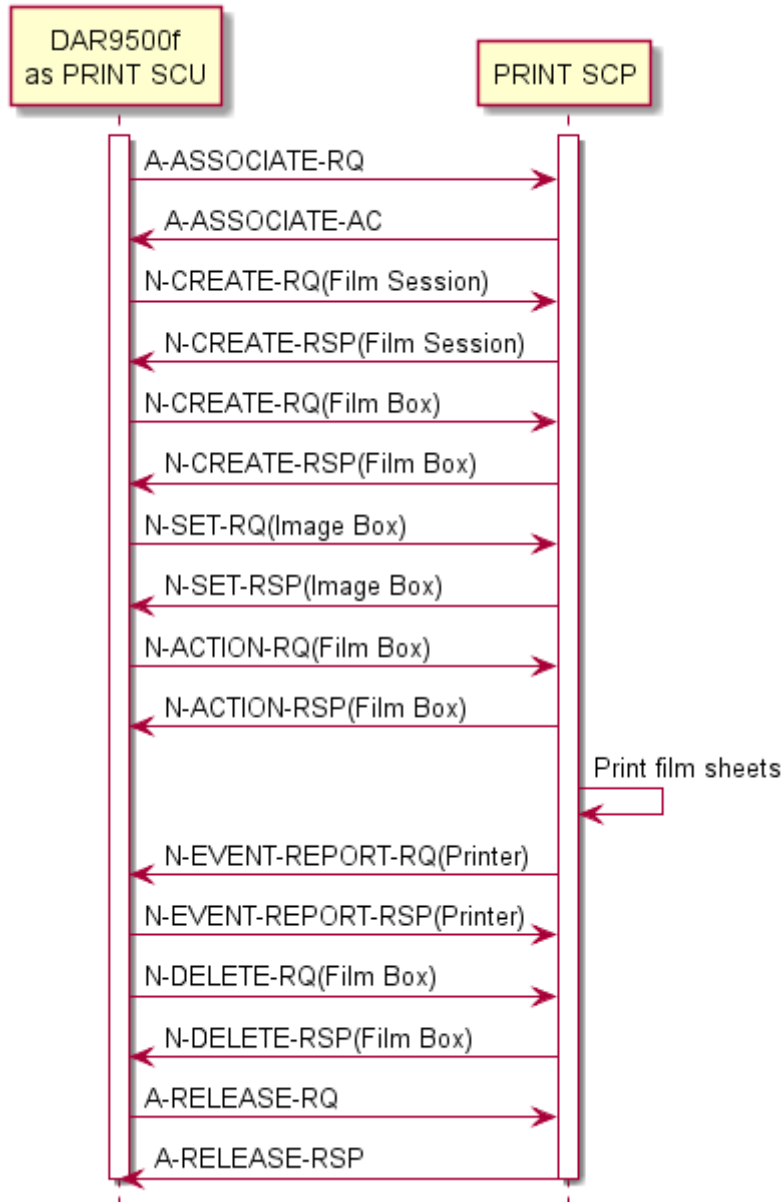 DAR9500f
as PRINT SCU
PRINT SCP
A-ASSOCIATE-RQ
A-ASSOCIATE-AC
N-CREATE-RQ(Film Session)
N-CREATE-RSP(Film Session)
N-CREATE-RQ(Film Box)
N-CREATE-RSP(Film Box)
N-SET-RQ(Image Box)
N-SET-RSP(Image Box)
N-ACTION-RQ(Film Box)
N-ACTION-RSP(Film Box)
Print film sheets
N-EVENT-REPORT-RQ(Printer)
N-EVENT-REPORT-RSP(Printer)
N-DELETE-RQ(Film Box)
N-DELETE-RSP(Film Box)
A-RELEASE-RQ
A-RELEASE-RSP